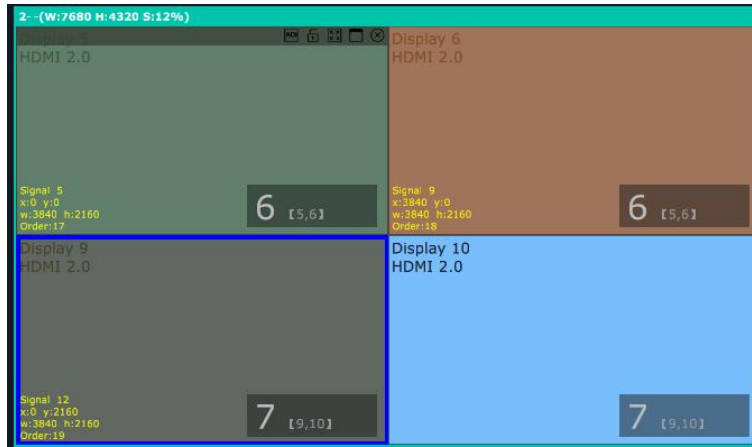 2--(W:7680 H:4320 S:12%)
Display 5
HDMI 2.0
Signal 5
x:0 y:0
w:3840 h:2160
Order:17
6 【5,6】
Display 6
HDMI 2.0
Signal 9
x:3840 y:0
w:3840 h:2160
Order:18
6 【5,6】
Display 9
HDMI 2.0
Signal 12
x:0 y:2160
w:3840 h:2160
Order:19
7 【9,10】
Display 10
HDMI 2.0
7 【9,10】